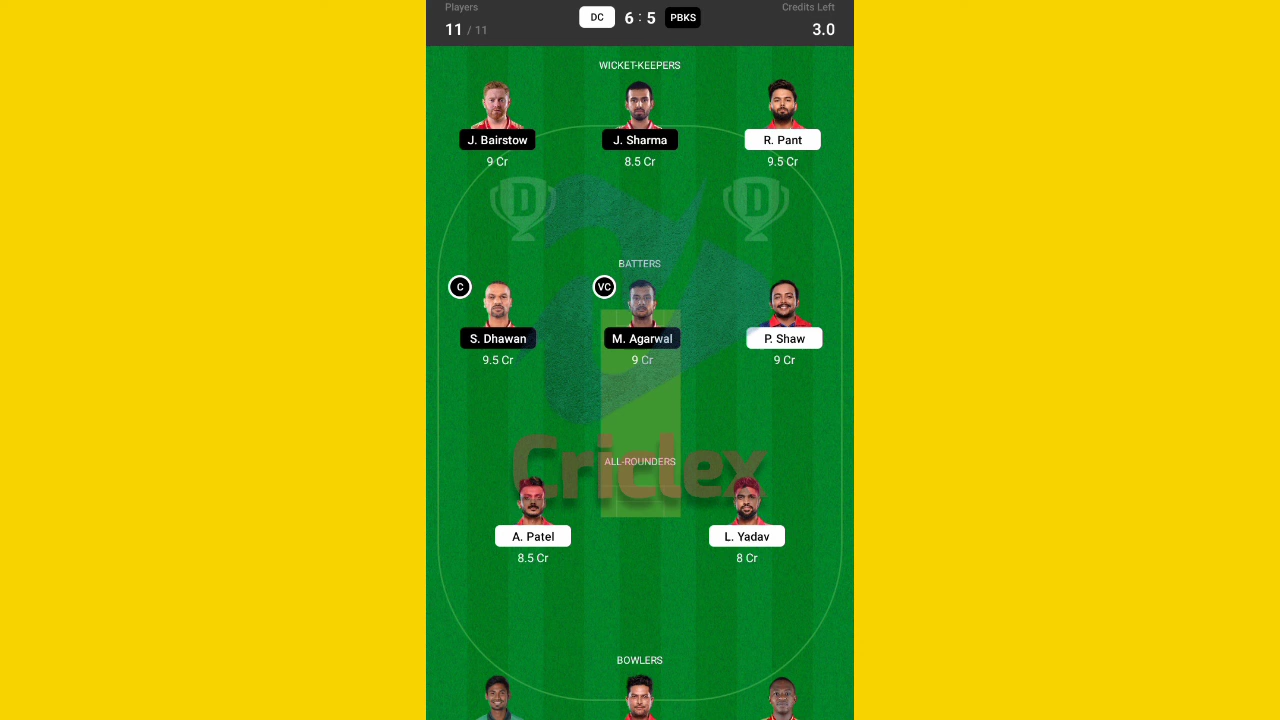 Players
DC 6 : 5 PBKS
Credits Left
11 / 11
3.0
WICKET-KEEPERS
J. Bairstow J. Sharma R. Pant
9 Cr 8.5 Cr 9.5 Cr
D D
BATTERS
C VC
S. Dhawan M. Agarwal P. Shaw
9.5 Cr 9 Cr 9 Cr
Criclex
ALL-ROUNDERS
A. Patel L. Yadav
8.5 Cr 8 Cr
BOWLERS